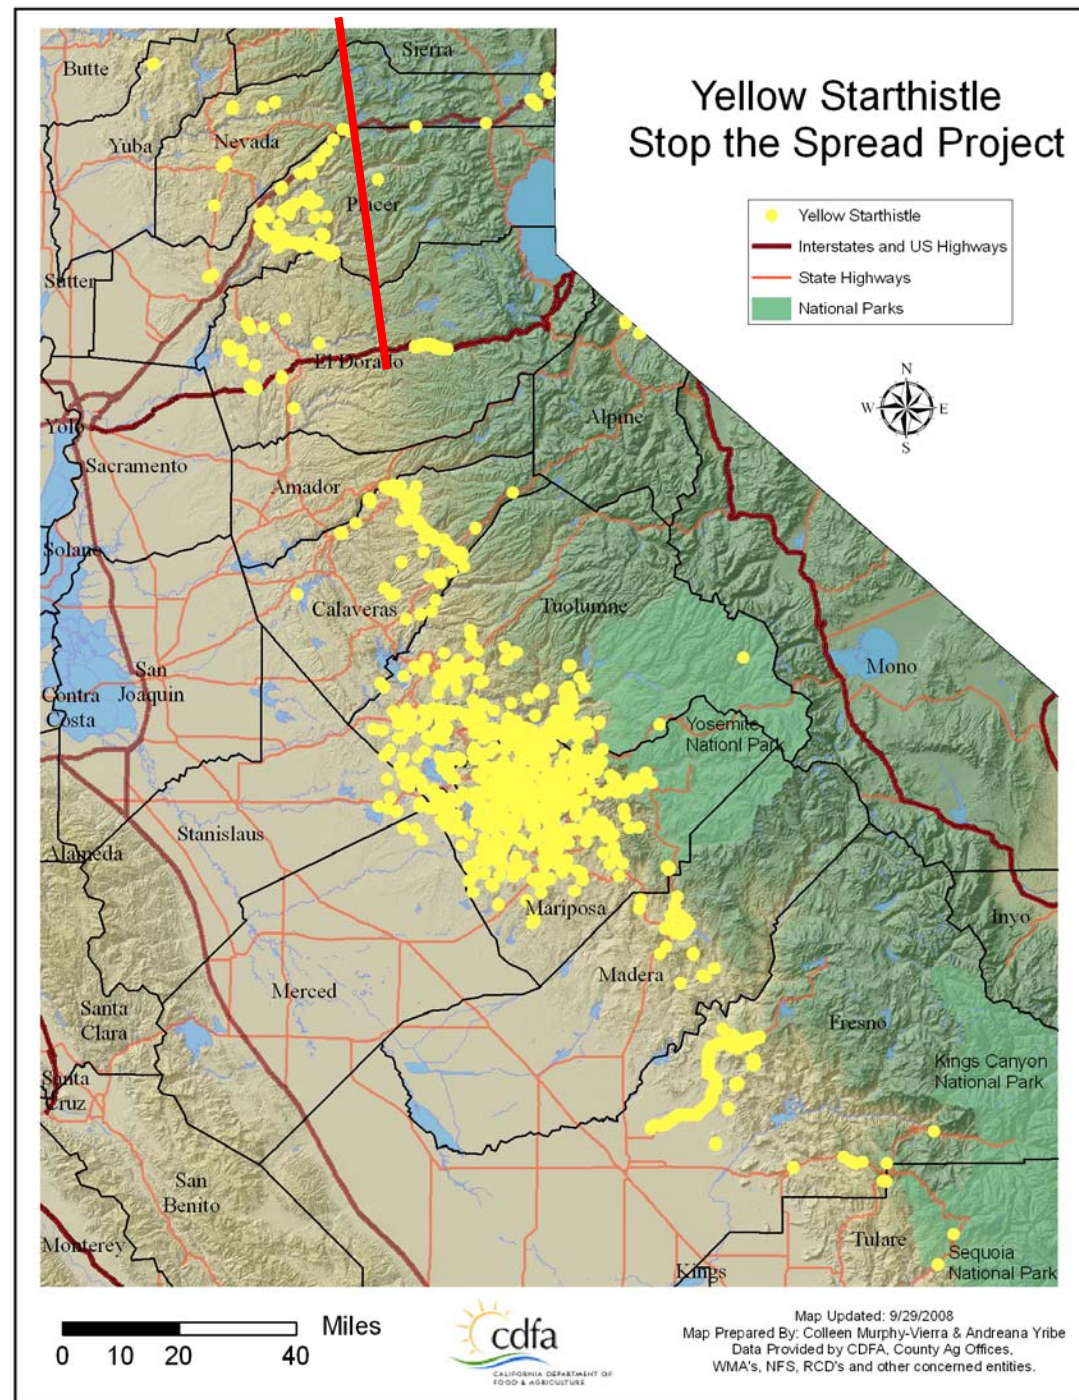 Yellow Starthistle
Stop the Spread Project
Yellow Starthistle
Interstates and US Highways
State Highways
National Parks
N
W
E
S
Butte
Sierra
Yuba
Nevada
Placer
Sutter
El Dorado
Yolo
Alpine
Sacramento
Amador
Solano
Calaveras
Tuolumne
San
Joaquin
Mono
Contra
Costa
Yosemite
Nationl Park
Stanislaus
Alameda
Mariposa
Inyo
Madera
Merced
Santa
Clara
Fresno
Kings Canyon
National Park
Santa
Cruz
San
Benito
Monterey
Tulare
Sequoia
National Park
Kings
Miles
0 10 20 40
cdfa
CALIFORNIA DEPARTMENT OF
FOOD & AGRICULTURE
Map Updated: 9/29/2008
Map Prepared By: Colleen Murphy-Vierra & Andreana Yribe
Data Provided by CDFA, County Ag Offices,
WMA's, NFS, RCD's and other concerned entities.